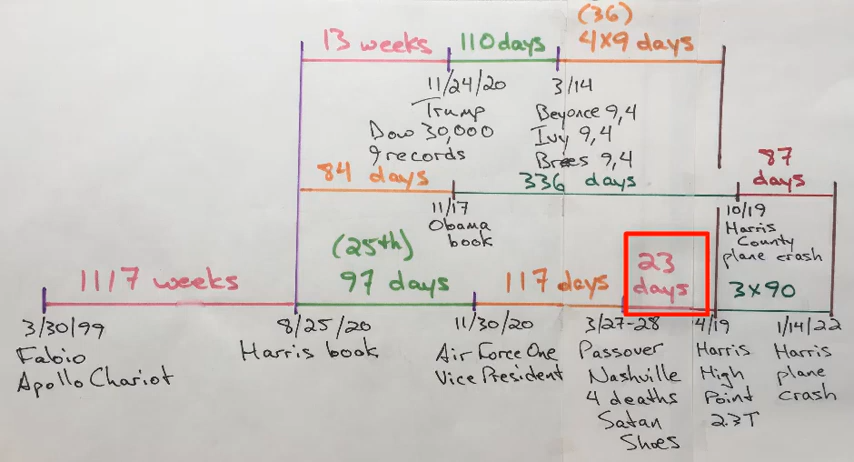 (36)
13 weeks 110 days 4x9 days
11/24/20 3/14
Trump Beyonce 9,4
Dow 30,000 Ivy 9,4
9 records Brees 9,4
87
84 days 336 days days
11/17 10/19
Obama Harris
book County
plane crash
(25th) 23
1117 weeks 97 days 117 days days 3x90
3/30/99 8/25/20 11/30/20 3/27-28 4/19 1/14/22
Fabio Harris book Air Force One Passover Harris Harris
Apollo Chariot Vice President Nashville High plane
4 deaths Point crash
Satan 2.3T
Shoes